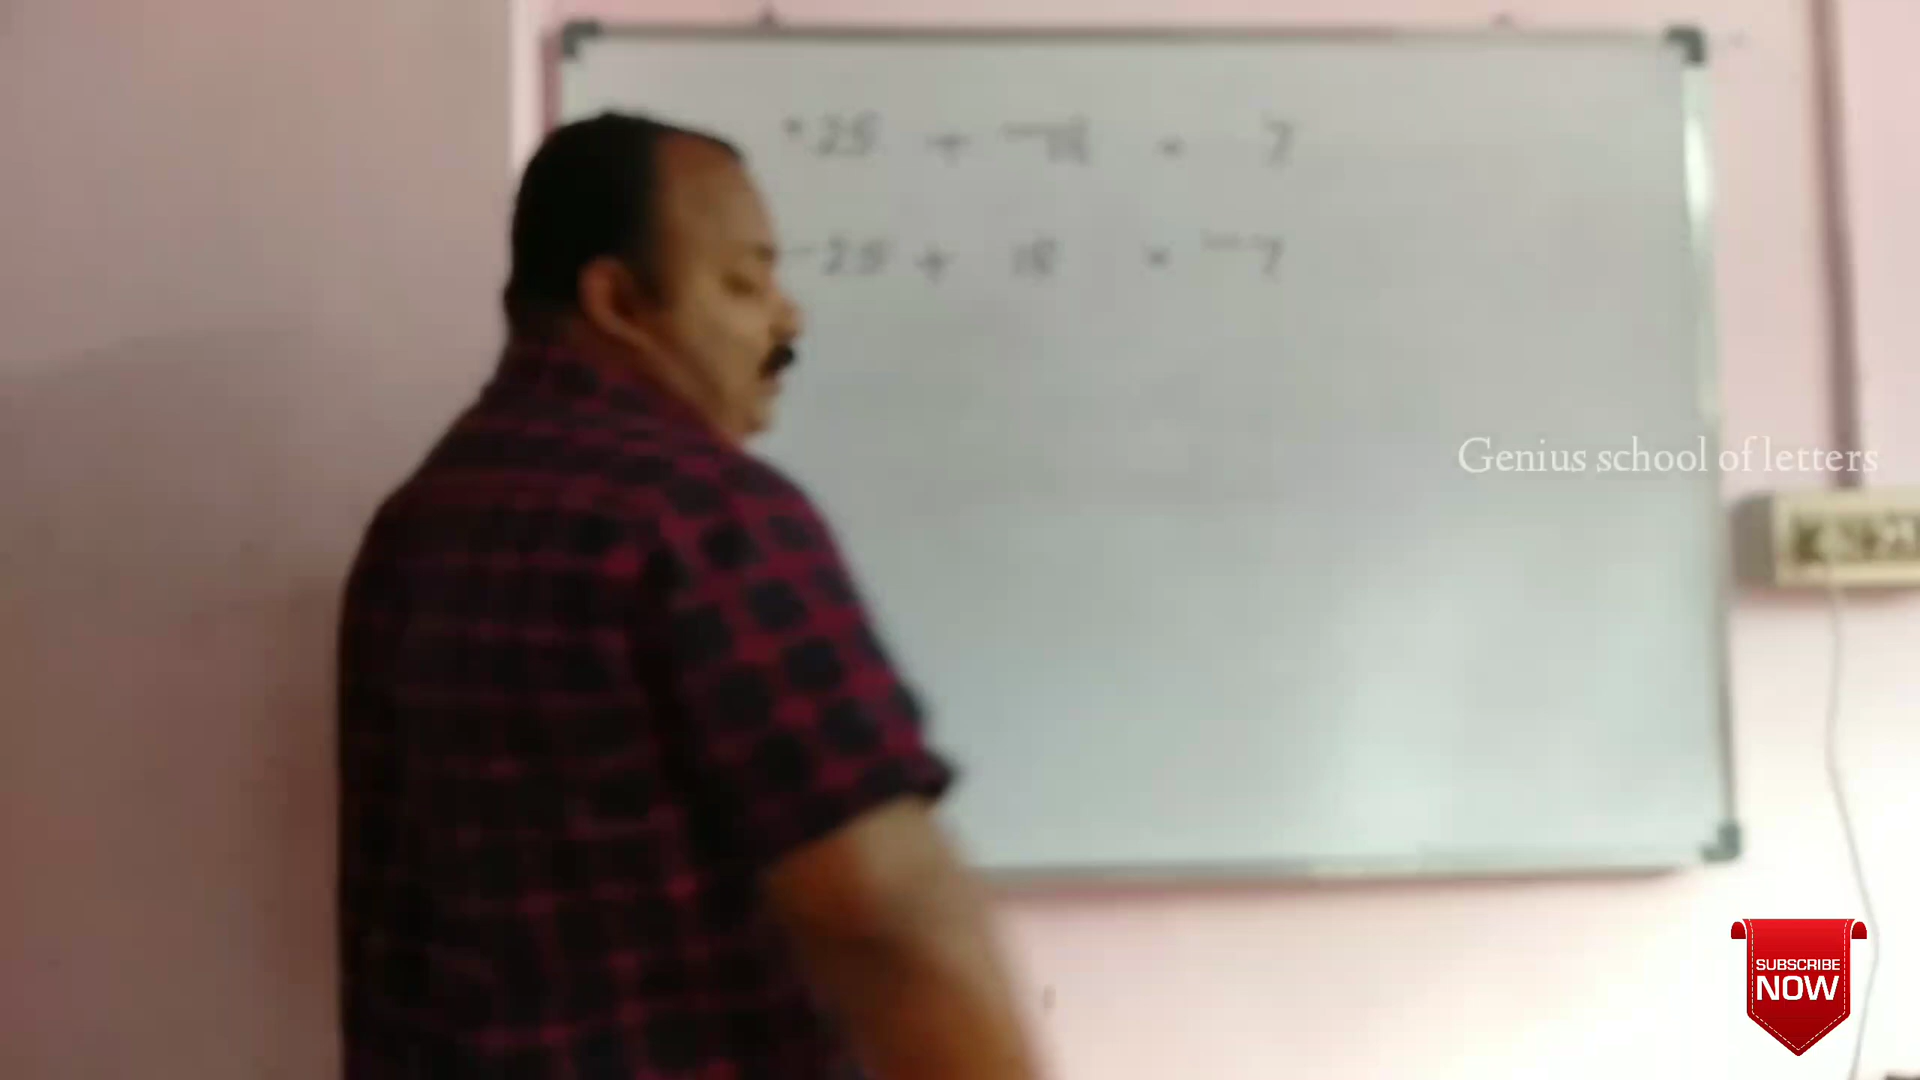 +25 + -18 = 7
-25 + 18 = -7
Genius school of letters
SUBSCRIBE
NOW